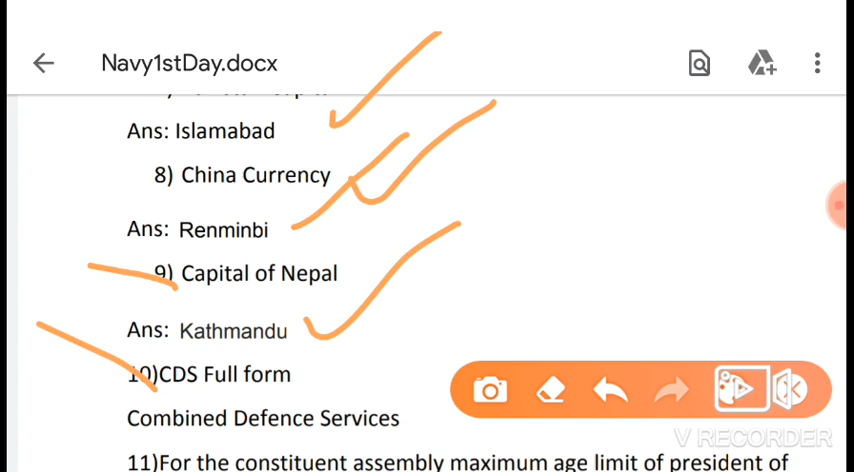 Navy1stDay.docx
Ans: Islamabad
8) China Currency
Ans: Renminbi
9) Capital of Nepal
Ans: Kathmandu
10)CDS Full form
Combined Defence Services
V RECORDER
11)For the constituent assembly maximum age limit of president of